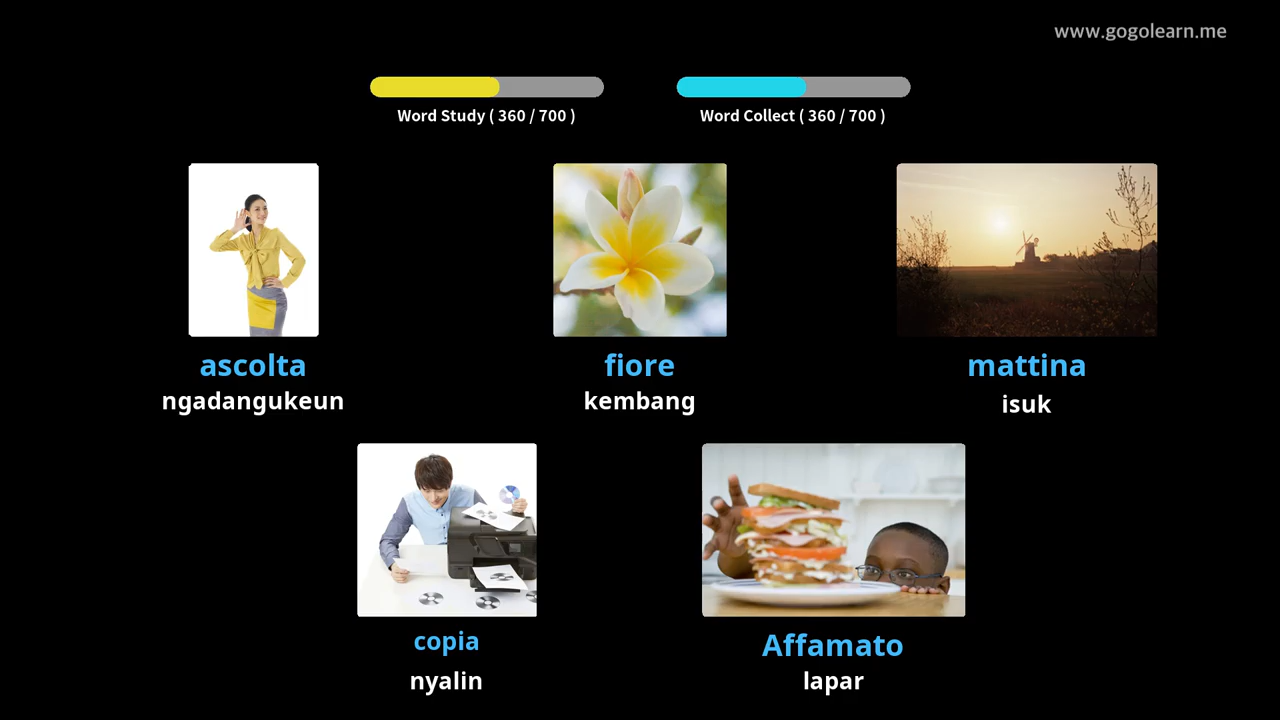 www.gogolearn.me
Word Study ( 360 / 700 )
Word Collect ( 360 / 700 )
ascolta
ngadangukeun
fiore
kembang
mattina
isuk
copia
nyalin
Affamato
lapar